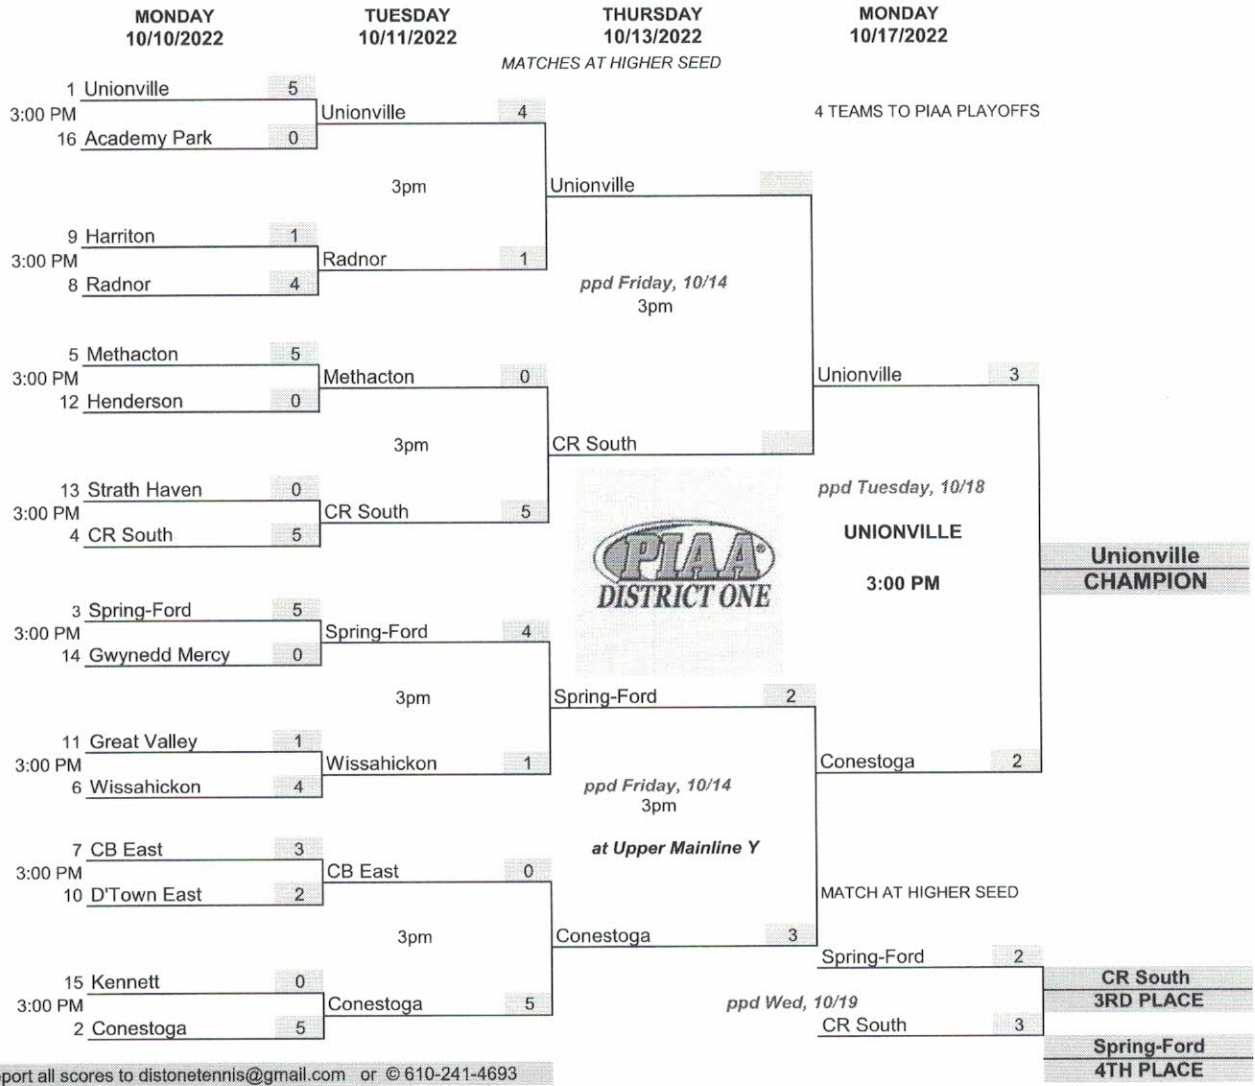 MONDAY TUESDAY THURSDAY MONDAY
10/10/2022 10/11/2022 10/13/2022 10/17/2022
MATCHES AT HIGHER SEED
1 Unionville 5
3:00 PM Unionville 4 4 TEAMS TO PIAA PLAYOFFS
16 Academy Park 0
3pm Unionville
9 Harriton 1
3:00 PM Radnor 1
8 Radnor 4
ppd Friday, 10/14
3pm
5 Methacton 5
3:00 PM Methacton 0 Unionville 3
12 Henderson 0
3pm CR South
13 Strath Haven 0 ppd Tuesday, 10/18
3:00 PM CR South 5
4 CR South 5 UNIONVILLE
PIAA®
DISTRICT ONE
Unionville
3:00 PM CHAMPION
3 Spring-Ford 5
3:00 PM Spring-Ford 4
14 Gwynedd Mercy 0
3pm Spring-Ford 2
11 Great Valley 1
3:00 PM Wissahickon 1 Conestoga 2
6 Wissahickon 4 ppd Friday, 10/14
3pm
7 CB East 3 at Upper Mainline Y
3:00 PM CB East 0
10 D'Town East 2 MATCH AT HIGHER SEED
3pm Conestoga 3
Spring-Ford 2
15 Kennett 0 CR South
3:00 PM Conestoga 5 ppd Wed, 10/19 3RD PLACE
2 Conestoga 5 CR South 3
Spring-Ford
port all scores to distonetennis@gmail.com or © 610-241-4693 4TH PLACE